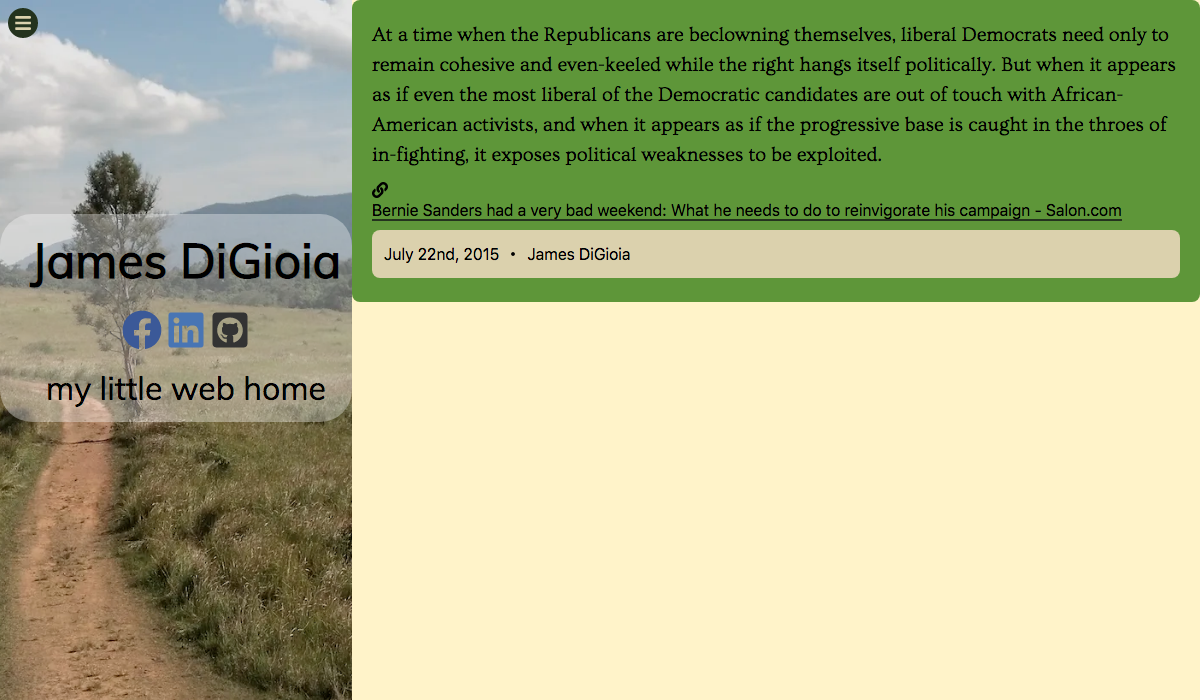 James DiGioia
my little web home
At a time when the Republicans are beclowning themselves, liberal Democrats need only to
remain cohesive and even-keeled while the right hangs itself politically. But when it appears
as if even the most liberal of the Democratic candidates are out of touch with African-
American activists, and when it appears as if the progressive base is caught in the throes of
in-fighting, it exposes political weaknesses to be exploited.
Bernie Sanders had a very bad weekend: What he needs to do to reinvigorate his campaign - Salon.com
July 22nd, 2015 • James DiGioia